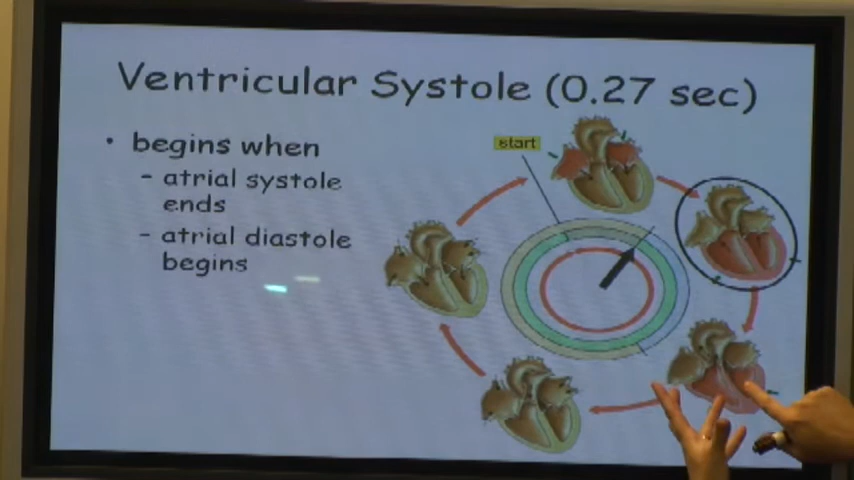 Ventricular Systole (0.27 sec)
• begins when
- atrial systole
ends
- atrial diastole
begins
start